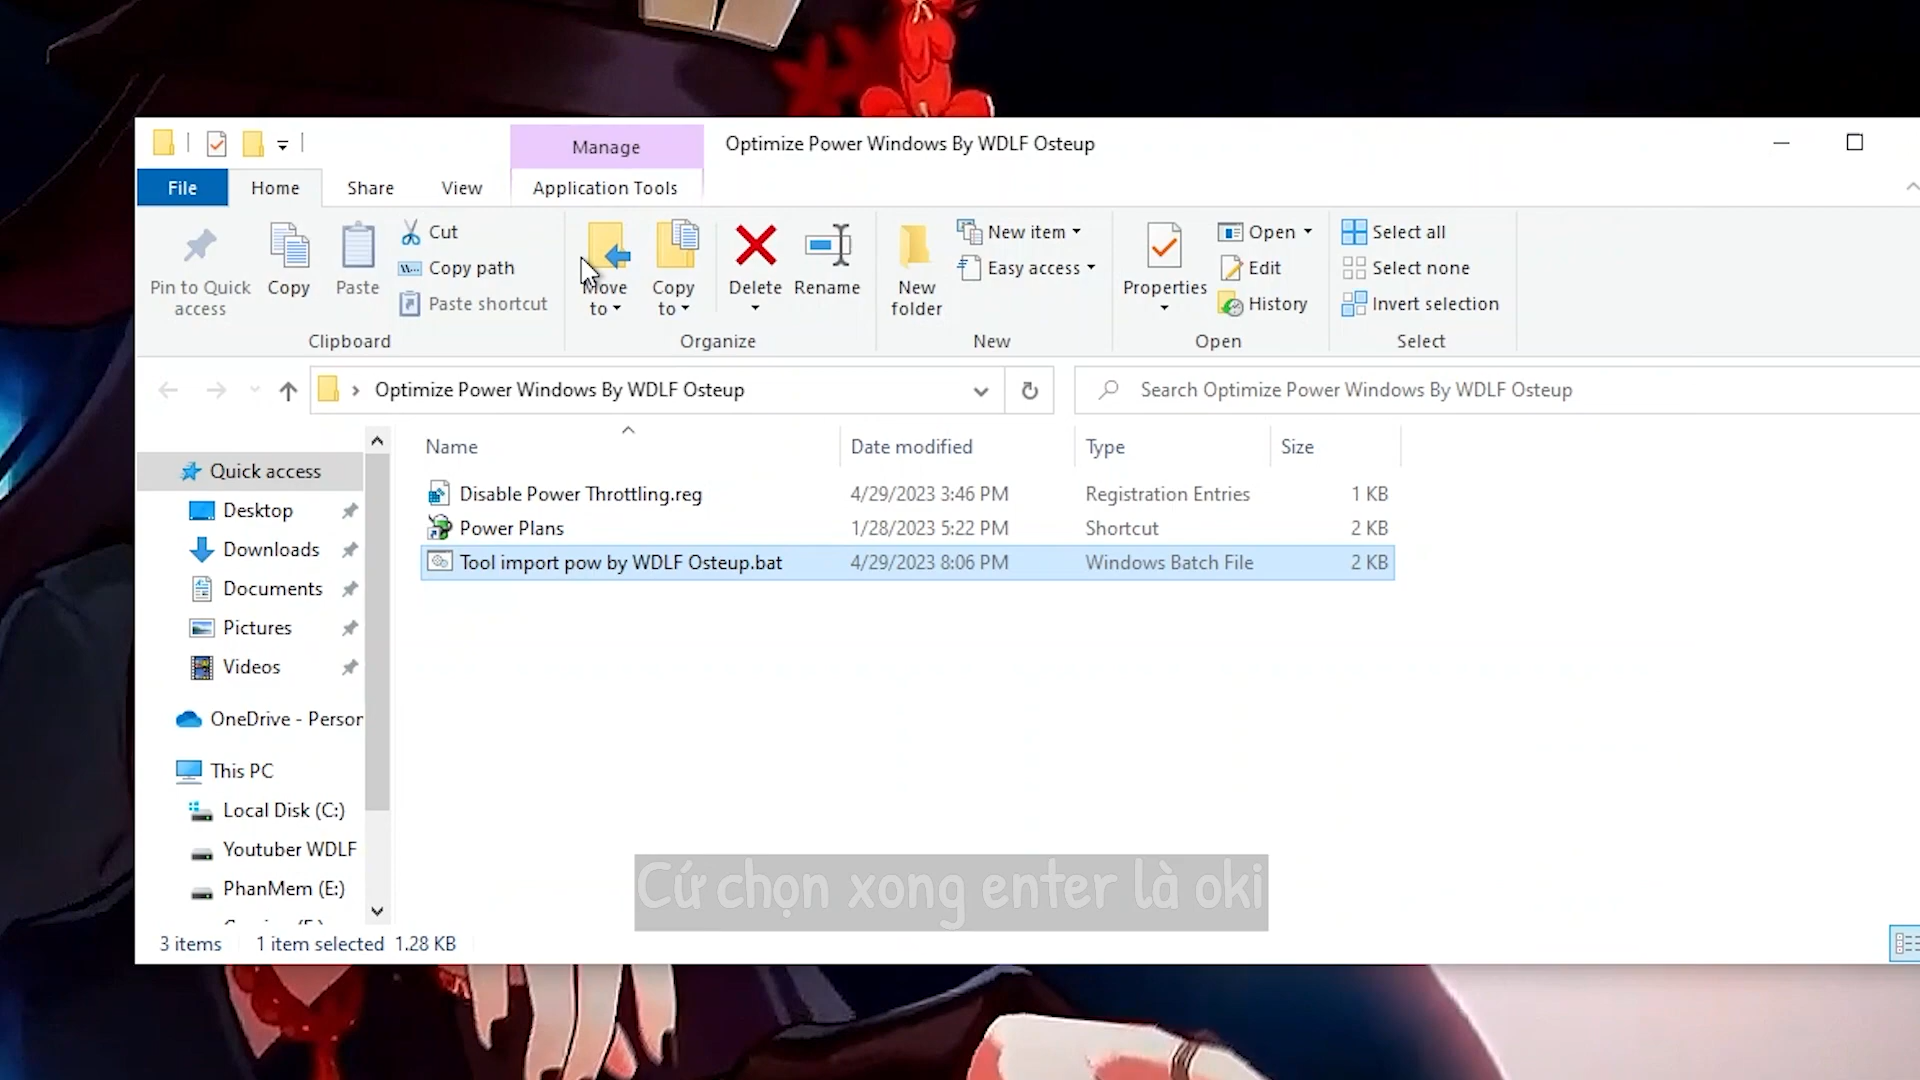 Manage
Optimize Power Windows By WDLF Osteup
File
Home
Share
View
Application Tools
Pin to Quick access
Copy
Paste
Cut
Copy path
Paste shortcut
Clipboard
Move to
Copy to
Delete
Rename
Organize
New folder
New item
Easy access
New
Properties
Open
Edit
History
Open
Select all
Select none
Invert selection
Select
Optimize Power Windows By WDLF Osteup
Search Optimize Power Windows By WDLF Osteup
Name
Date modified
Type
Size
Quick access
Desktop
Downloads
Documents
Pictures
Videos
OneDrive - Person
This PC
Local Disk (C:)
Youtuber WDLF
PhanMem (E:)
Disable Power Throttling.reg 4/29/2023 3:46 PM Registration Entries 1 KB
Power Plans 1/28/2023 5:22 PM Shortcut 2 KB
Tool import pow by WDLF Osteup.bat 4/29/2023 8:06 PM Windows Batch File 2 KB
Cứ chọn xong enter là oki
3 items 1 item selected 1.28 KB